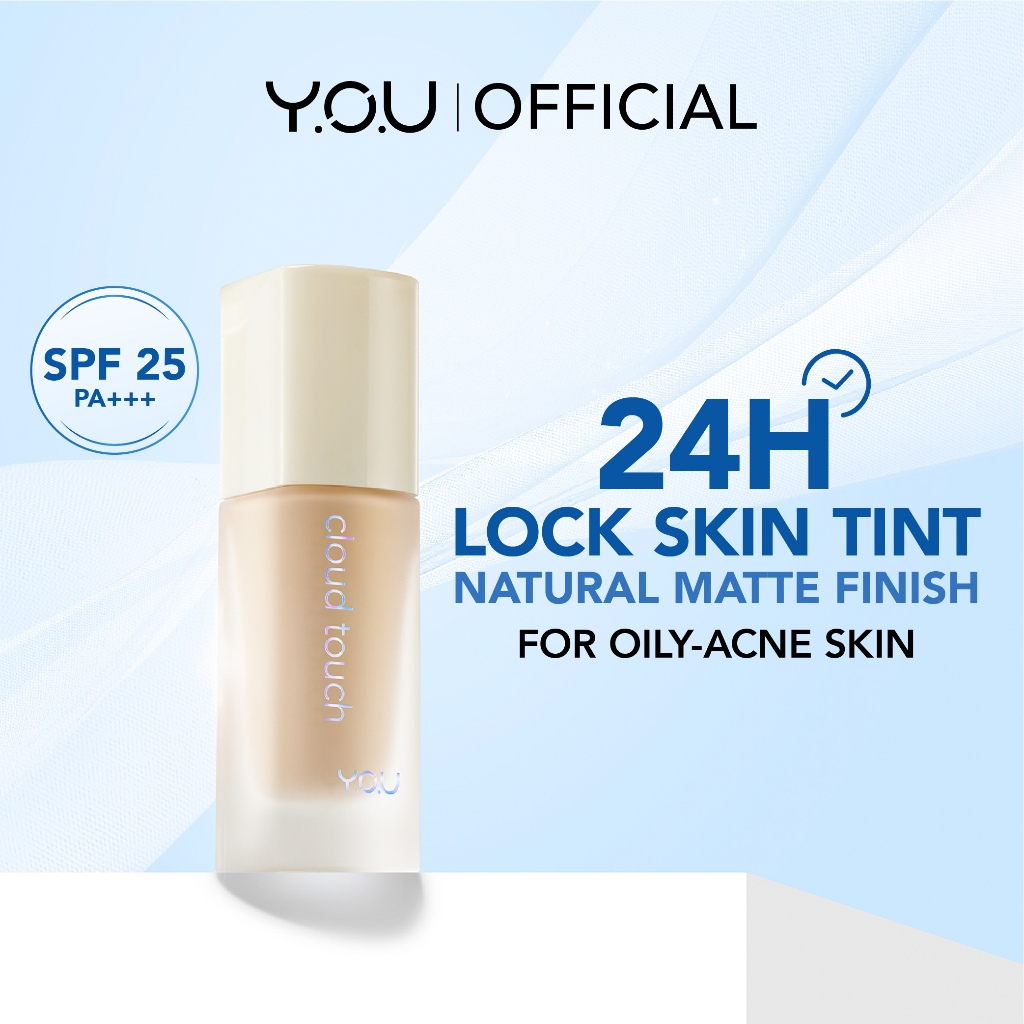 Y.O.U | OFFICIAL
SPF 25
PA+++
24H
LOCK SKIN TINT
NATURAL MATTE FINISH
FOR OILY-ACNE SKIN
cloud touch
Y.O.U